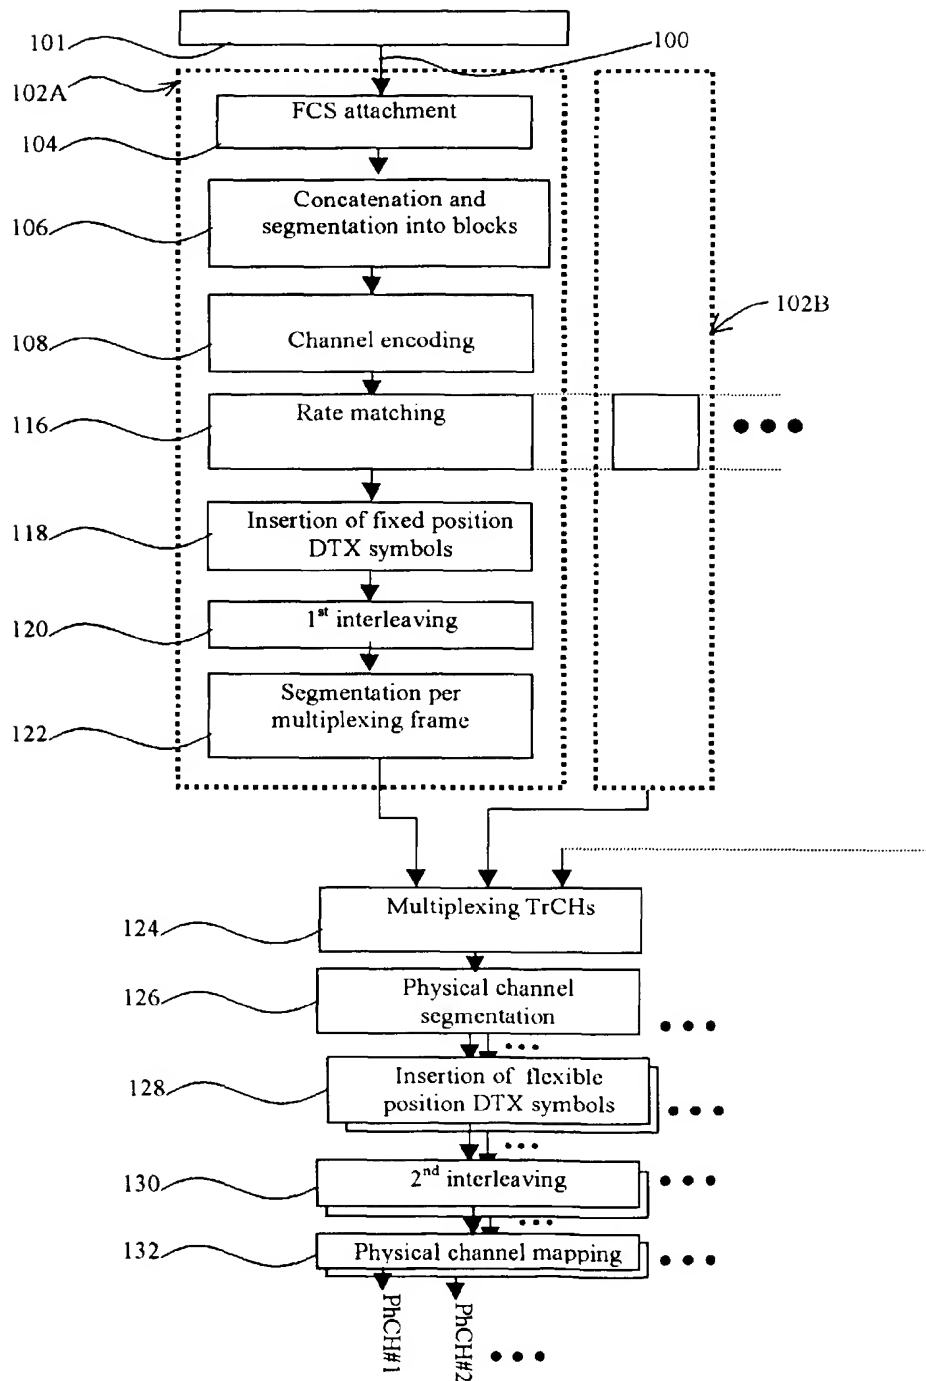 101
100
102A
FCS attachment
104
Concatenation and
segmentation into blocks
106
102B
Channel encoding
108
Rate matching
116
Insertion of fixed position
DTX symbols
118
1st interleaving
120
Segmentation per
multiplexing frame
122
Multiplexing TrCHs
124
Physical channel
segmentation
126
Insertion of flexible
position DTX symbols
128
2nd interleaving
130
Physical channel mapping
132
PhCH#1
PhCH#2